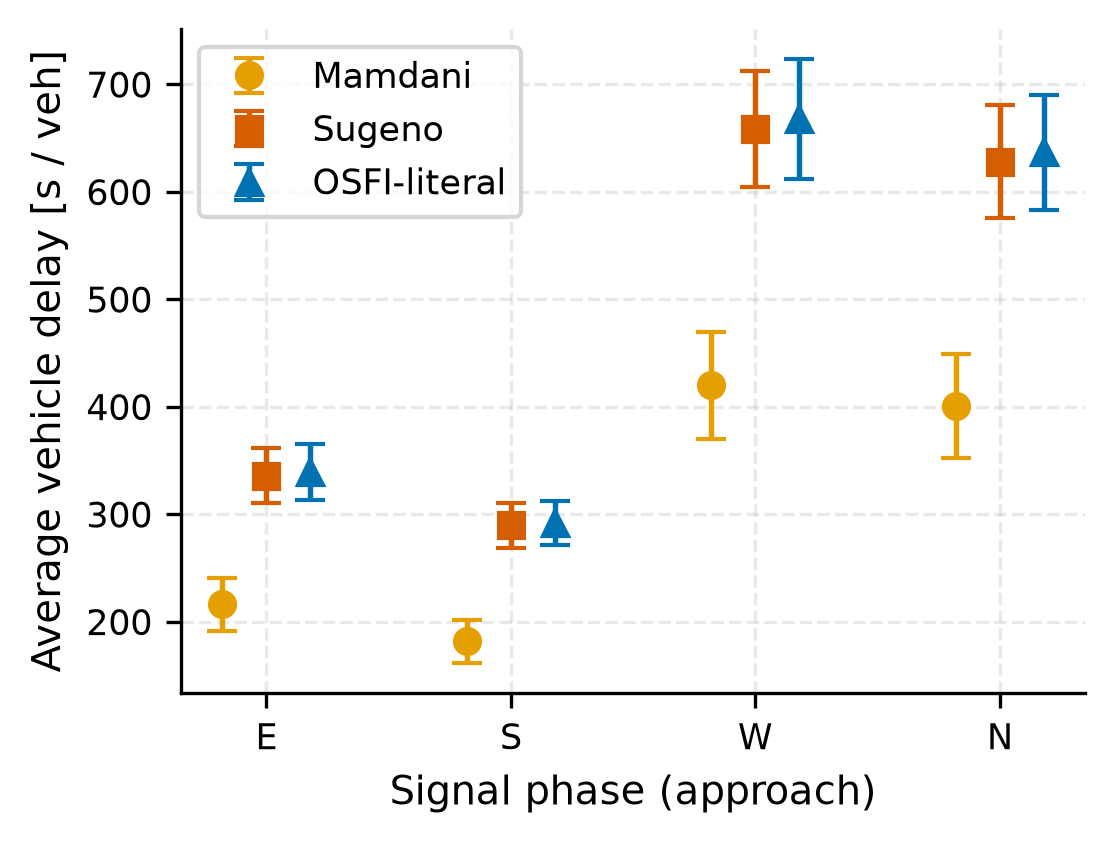 Average vehicle delay [s / veh]
700
600
500
400
300
200
Mamdani
Sugeno
OSFI-literal
E
S
W
N
Signal phase (approach)